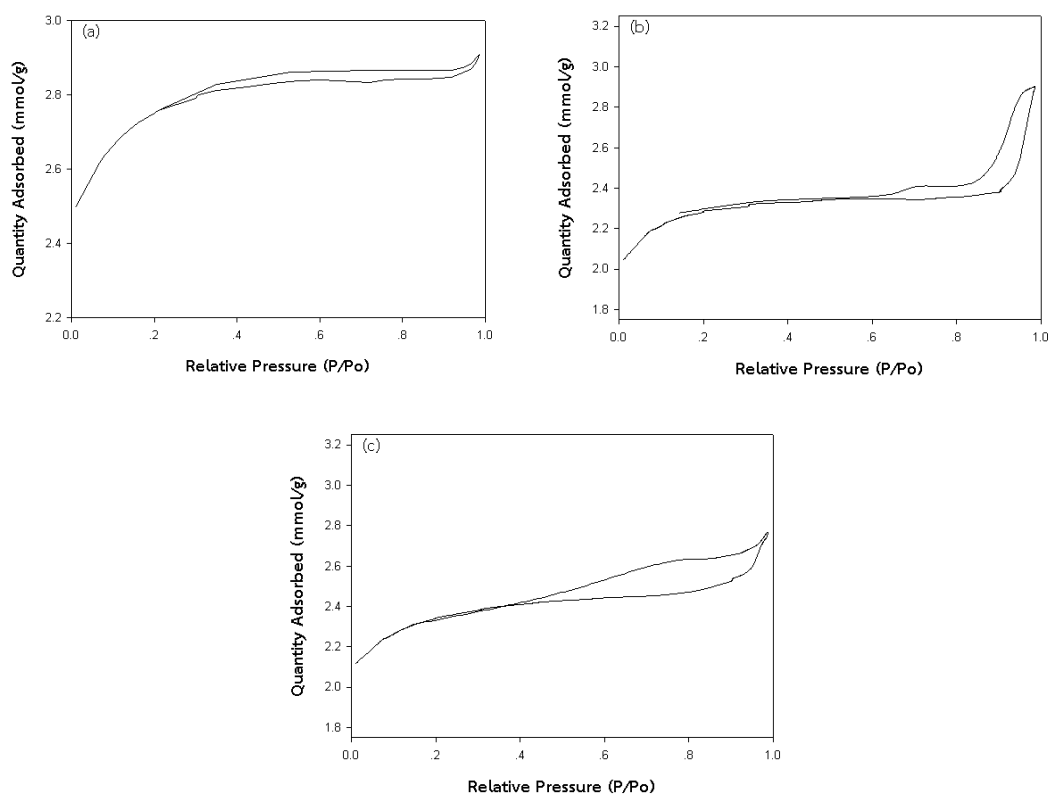 (a)
Quantity Adsorbed (mmol/g)
3.0
2.8
2.6
2.4
2.2
0.0 .2 .4 .6 .8 1.0
Relative Pressure (P/Po)
(b)
Quantity Adsorbed (mmol/g)
3.2
3.0
2.8
2.6
2.4
2.2
2.0
1.8
0.0 .2 .4 .6 .8 1.0
Relative Pressure (P/Po)
(c)
Quantity Adsorbed (mmol/g)
3.2
3.0
2.8
2.6
2.4
2.2
2.0
1.8
0.0 .2 .4 .6 .8 1.0
Relative Pressure (P/Po)